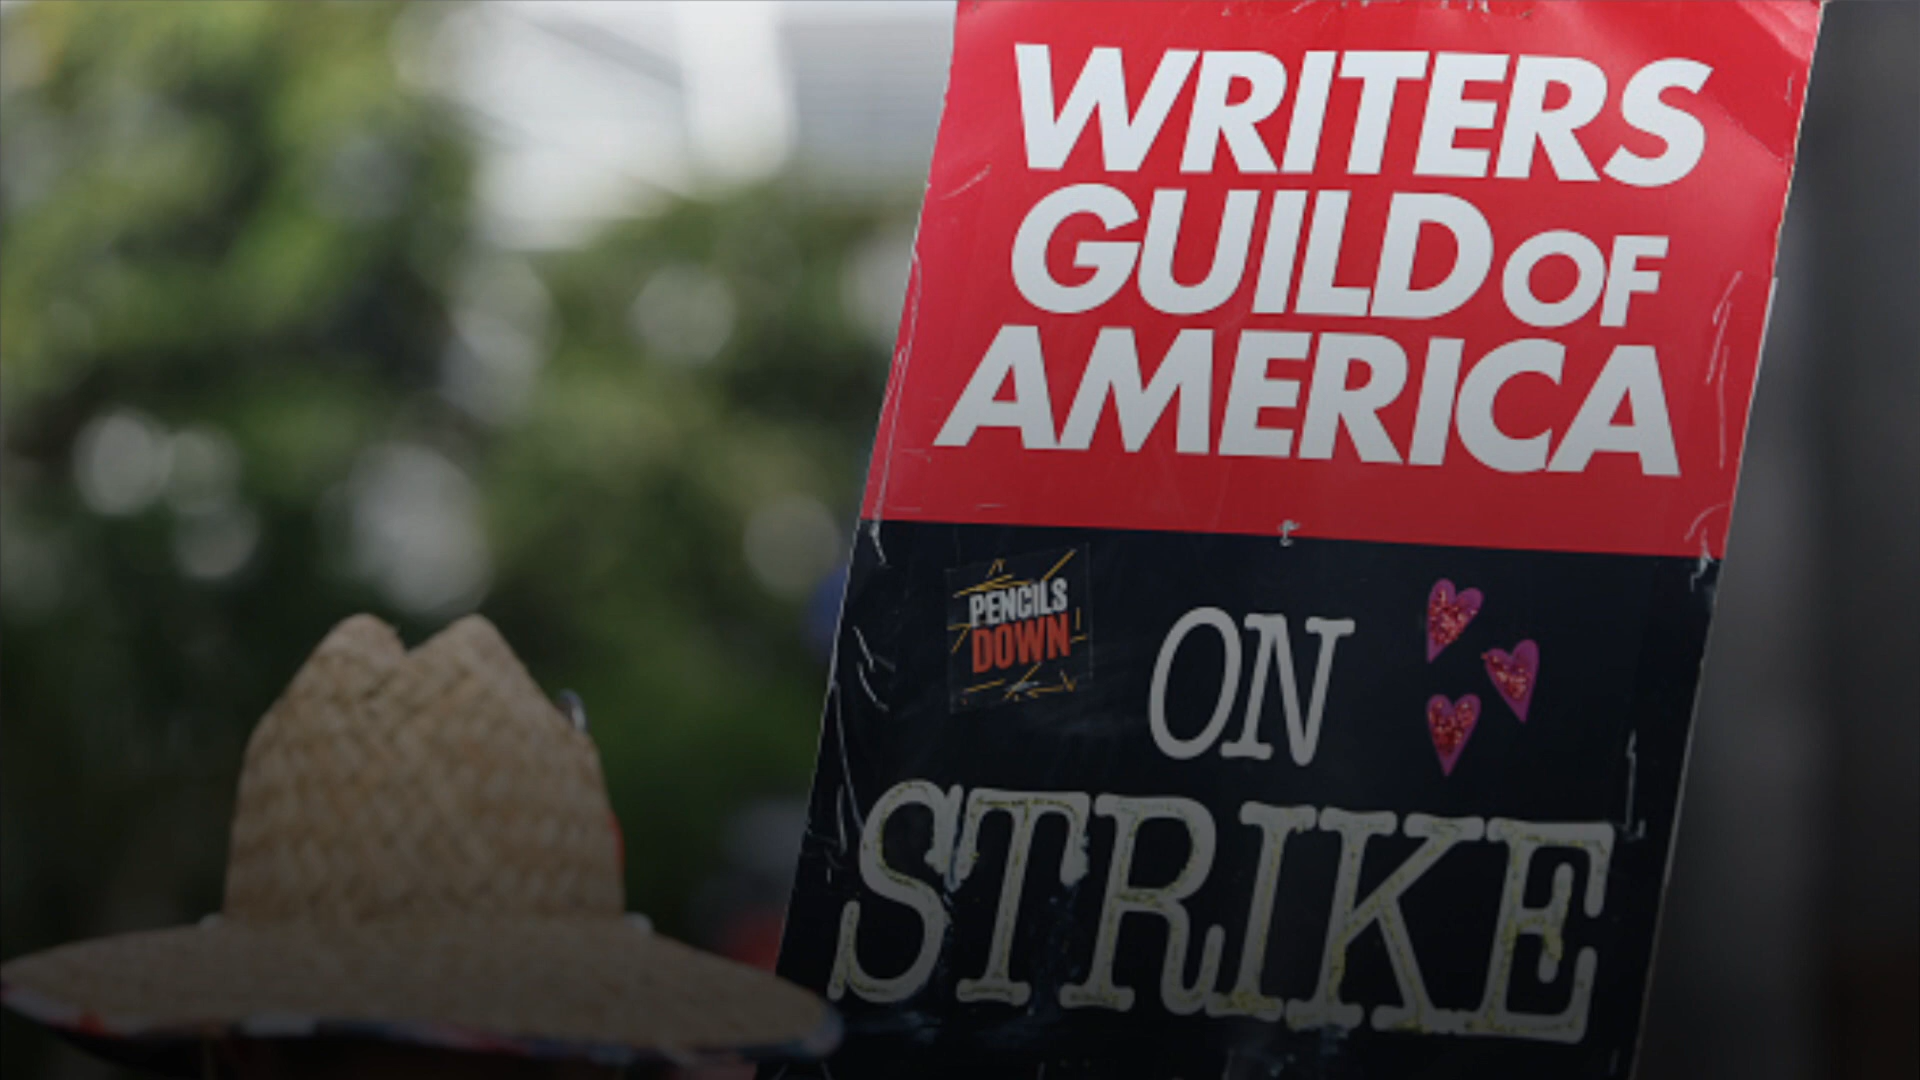 WRITERS
GUILD OF
AMERICA
PENCILS
DOWN
ON
STRIKE